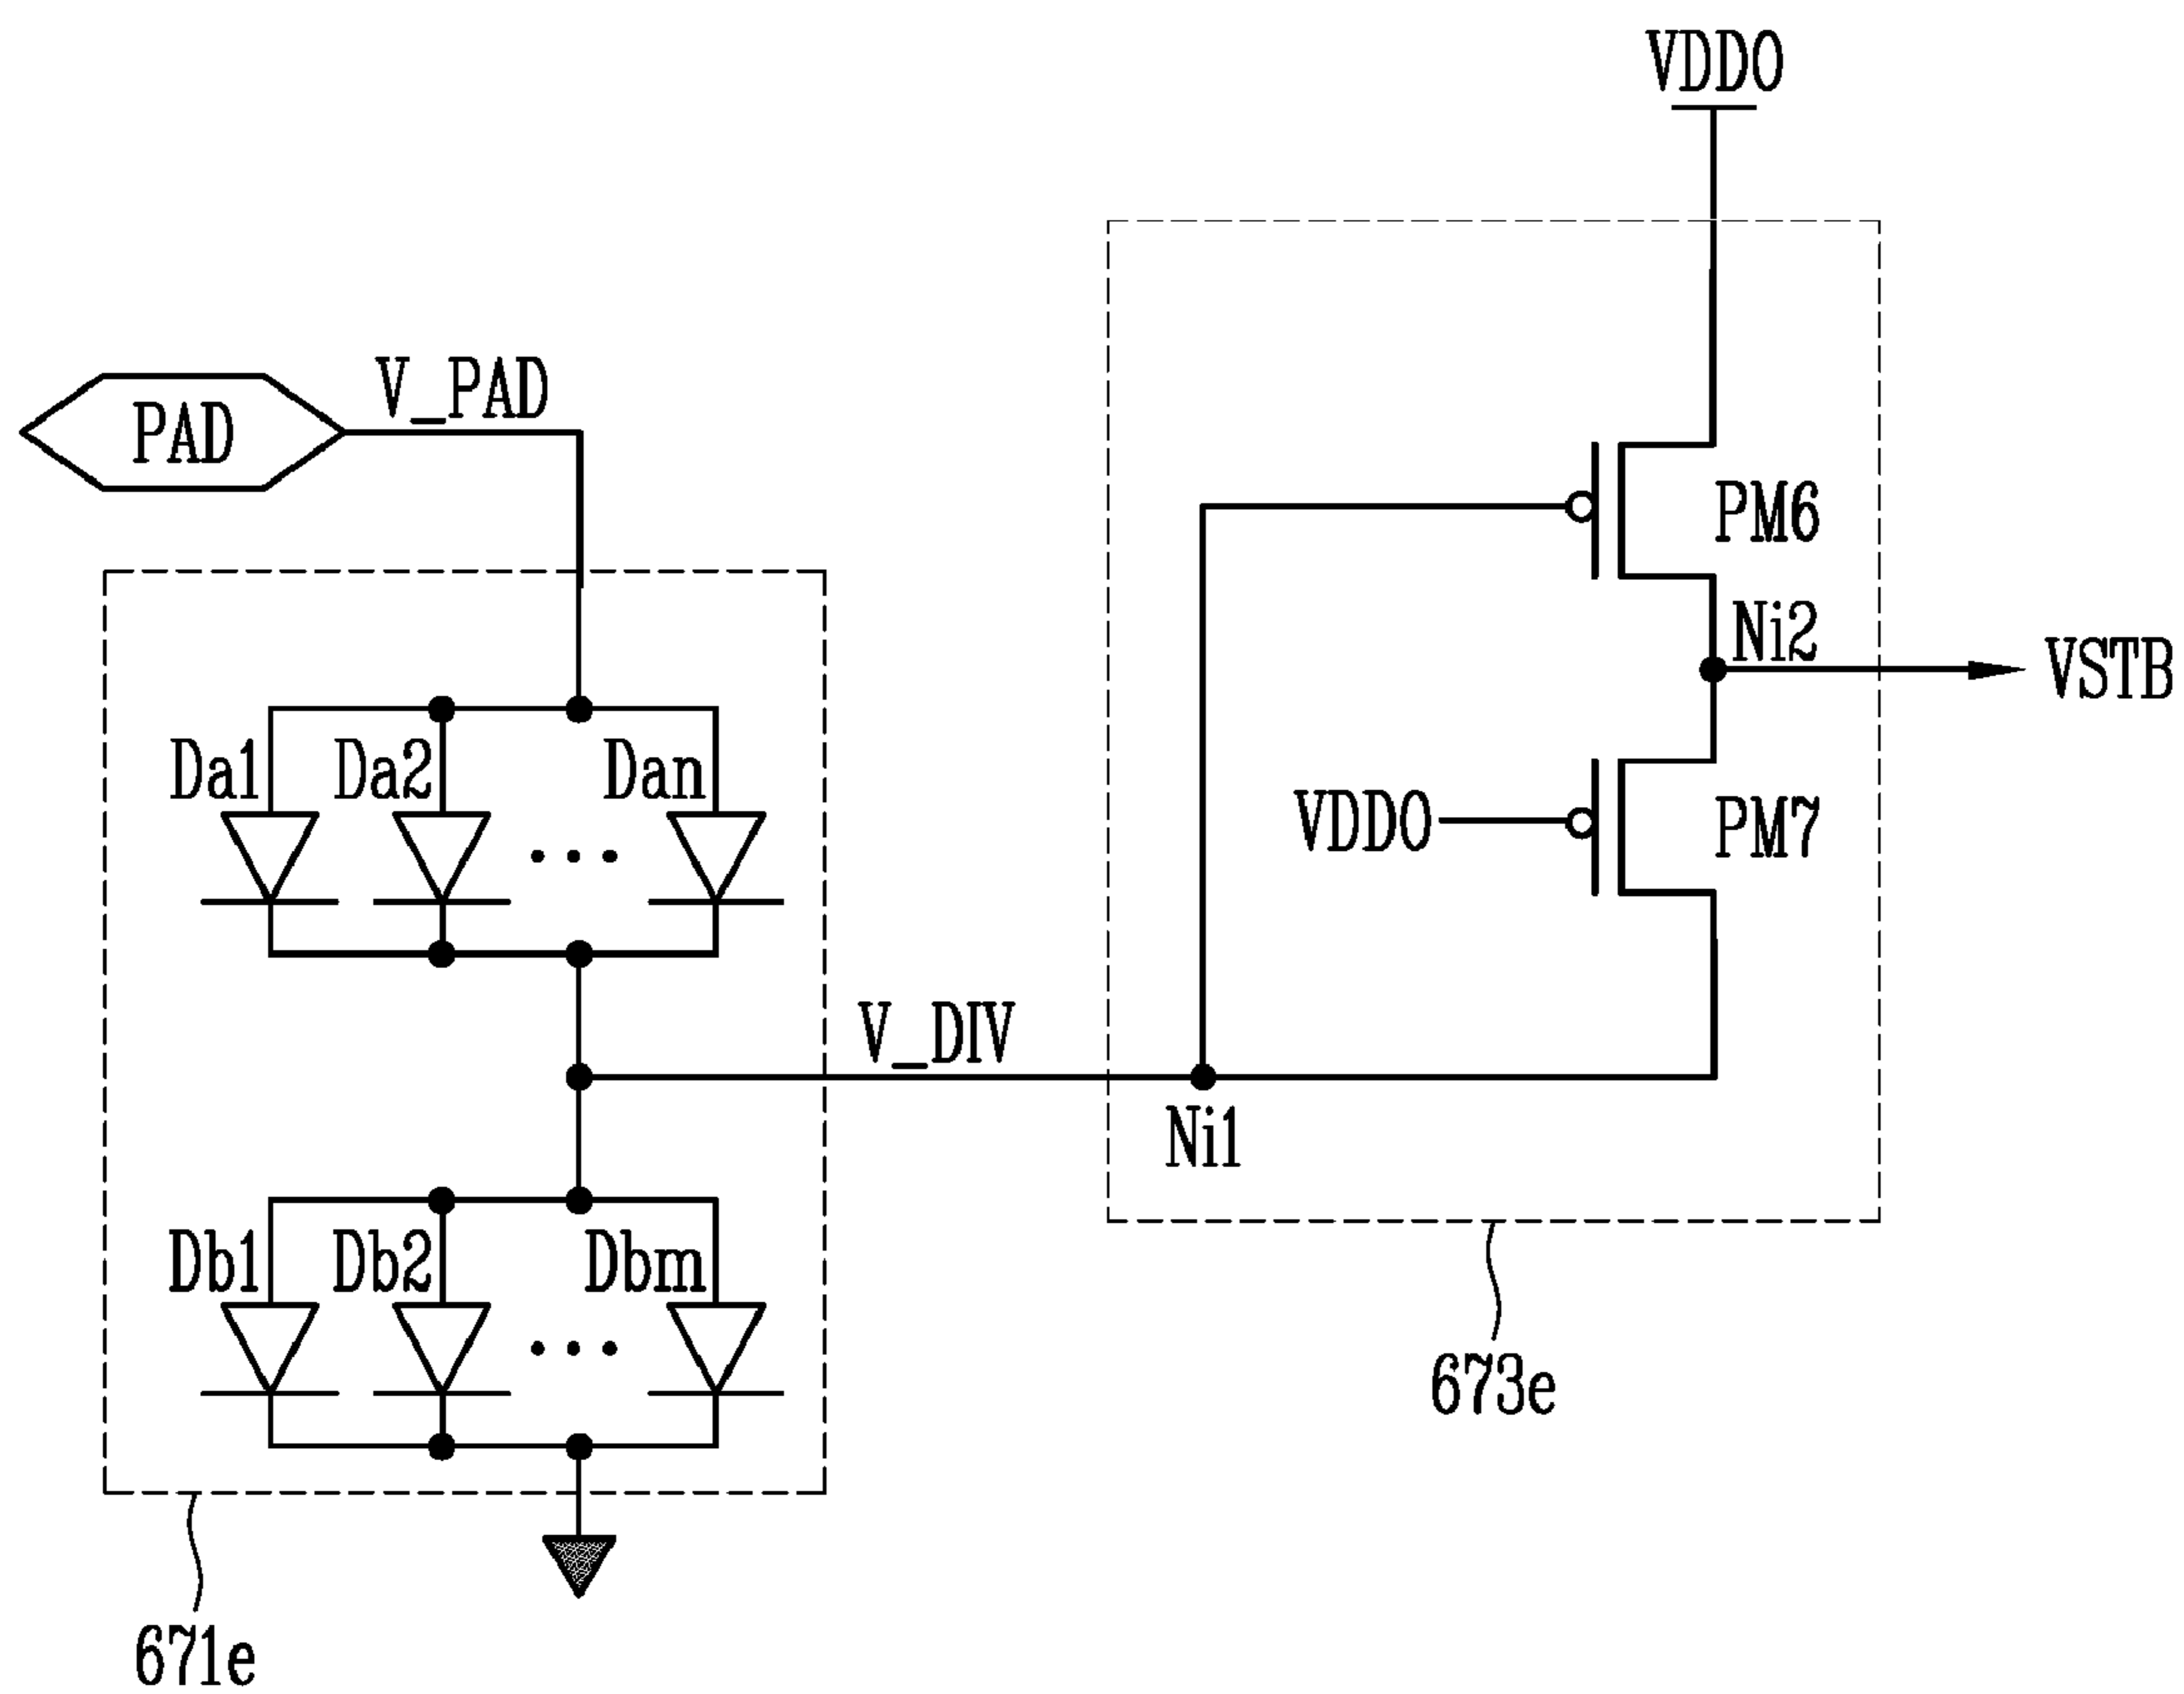 VDDO
V_PAD
PAD
PM6
Ni2
VSTB
Da1
Da2
Dan
VDDO
PM7
V_DIV
Ni1
Db1
Db2
Dbm
673e
671e